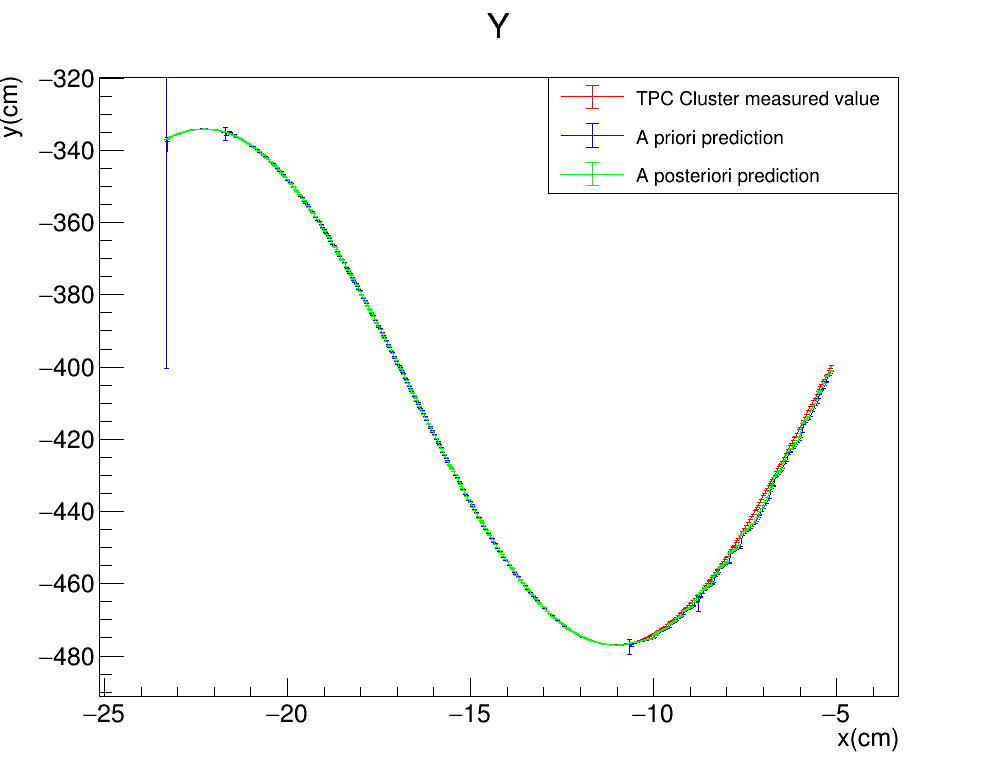 Y
y(cm)
−320
−340
−360
−380
−400
−420
−440
−460
−480
TPC Cluster measured value
A priori prediction
A posteriori prediction
−25 −20 −15 −10 −5
x(cm)